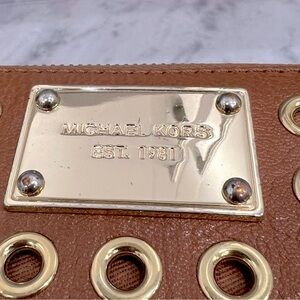 MICHAEL KORS
EST. 1981